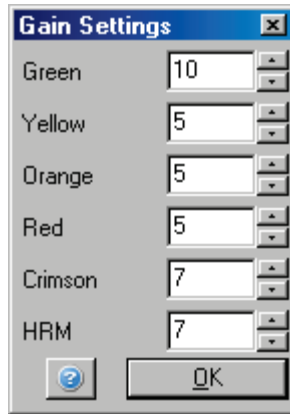 Gain Settings
Green 10
Yellow 5
Orange 5
Red 5
Crimson 7
HRM 7
? OK